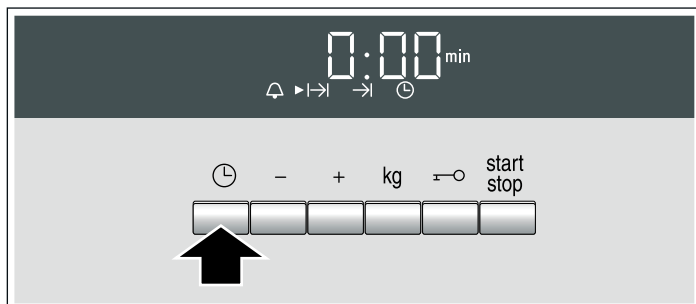 0:00 min
− + kg start
stop